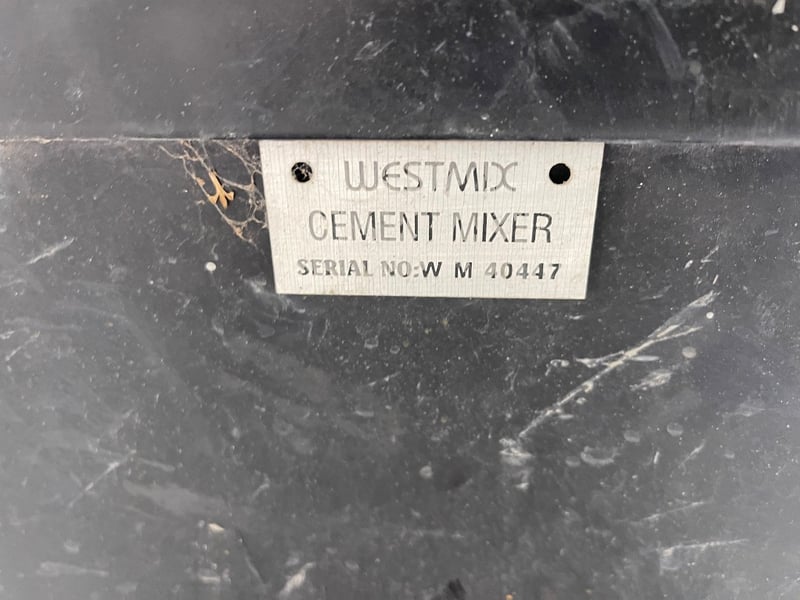 WESTMIX
CEMENT MIXER
SERIAL NO:W M 40447